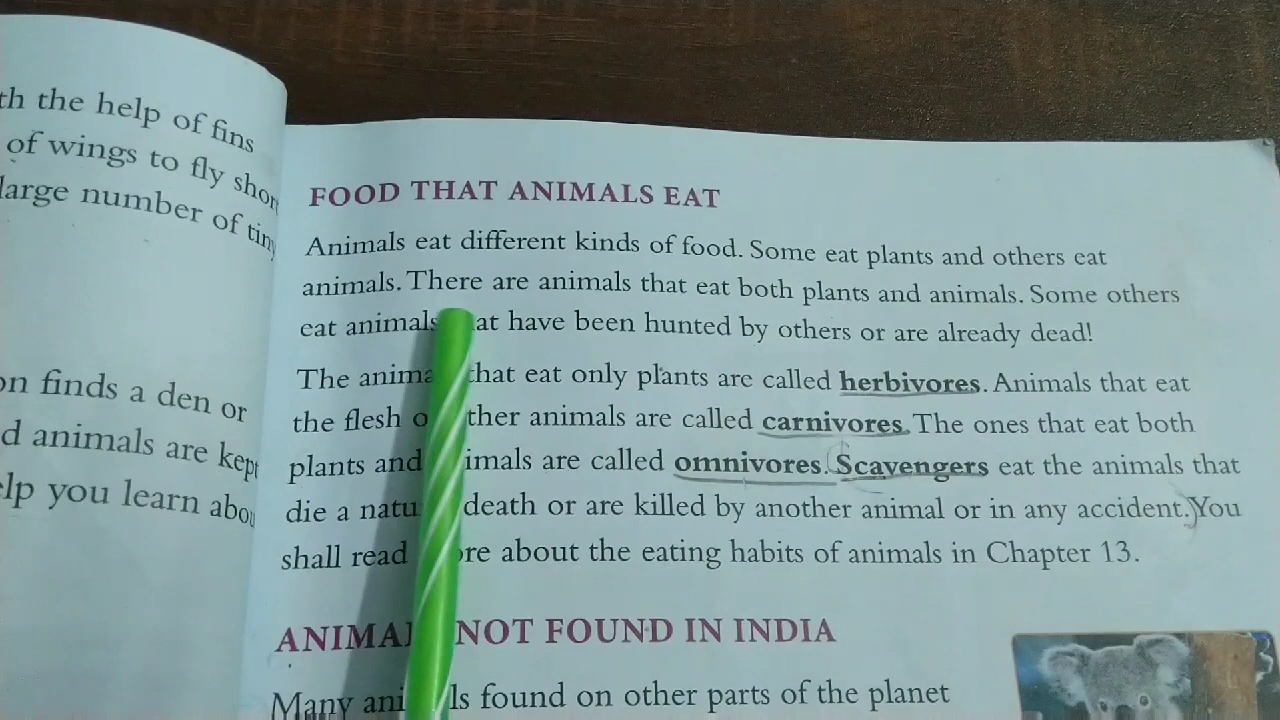 th the help of fins
of wings to fly short
large number of tiny
on finds a den or
d animals are kept
lp you learn abou
FOOD THAT ANIMALS EAT
Animals eat different kinds of food. Some eat plants and others eat
animals. There are animals that eat both plants and animals. Some others
eat animals at have been hunted by others or are already dead!
The anima that eat only plants are called herbivores. Animals that eat
the flesh o ther animals are called carnivores. The ones that eat both
plants and imals are called omnivores. Scavengers eat the animals that
die a natu death or are killed by another animal or in any accident. You
shall read ore about the eating habits of animals in Chapter 13.
ANIMAL NOT FOUND IN INDIA
Many ani ls found on other parts of the planet